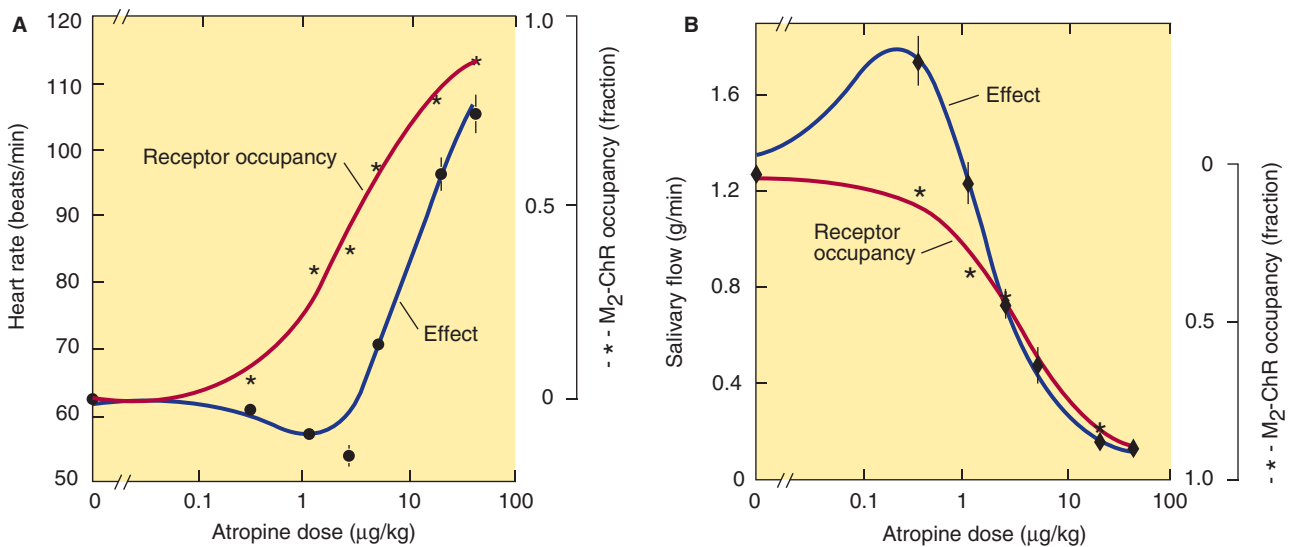 A
120
110
100
90
80
70
60
50
Heart rate (beats/min)
Receptor occupancy
Effect
1.0
0.5
0
- * - M2-ChR occupancy (fraction)
0
0.1
1
10
100
Atropine dose (μg/kg)
B
1.6
1.2
0.8
0.4
0
Salivary flow (g/min)
Effect
Receptor
occupancy
0
0.5
1.0
- * - M2-ChR occupancy (fraction)
0
0.1
1
10
100
Atropine dose (μg/kg)